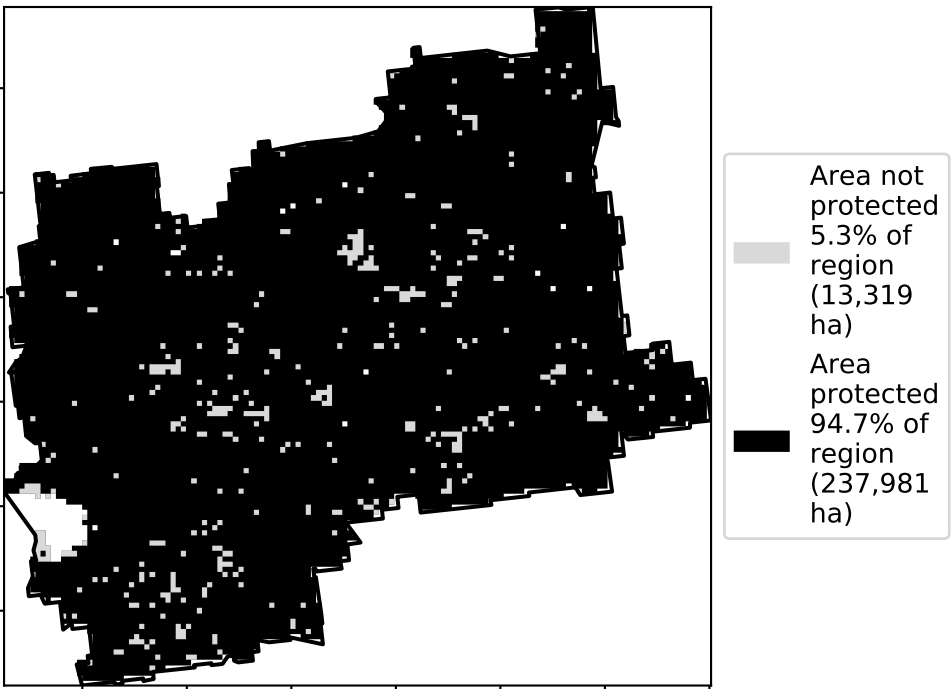 Area not
protected
5.3% of
region
(13,319
ha)
Area
protected
94.7% of
region
(237,981
ha)